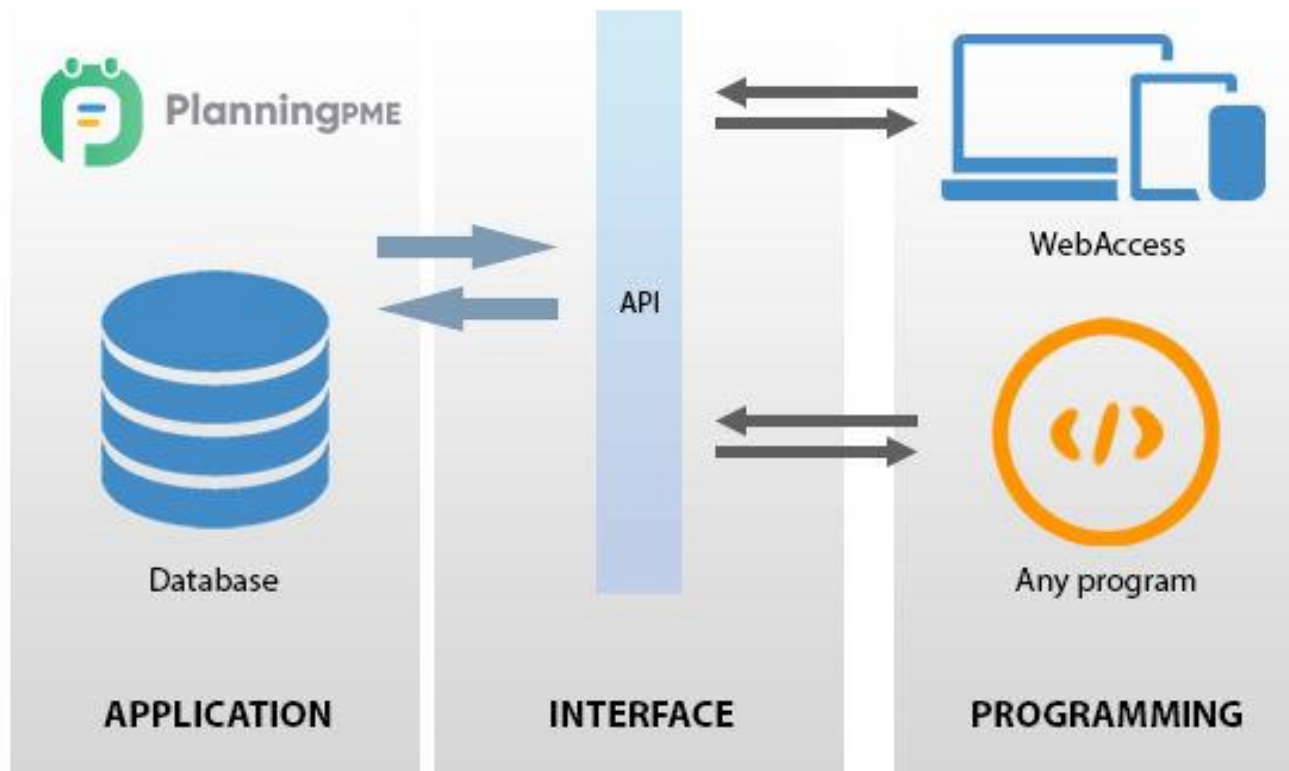 PlanningPME
API
WebAccess
Database
Any program
APPLICATION
INTERFACE
PROGRAMMING